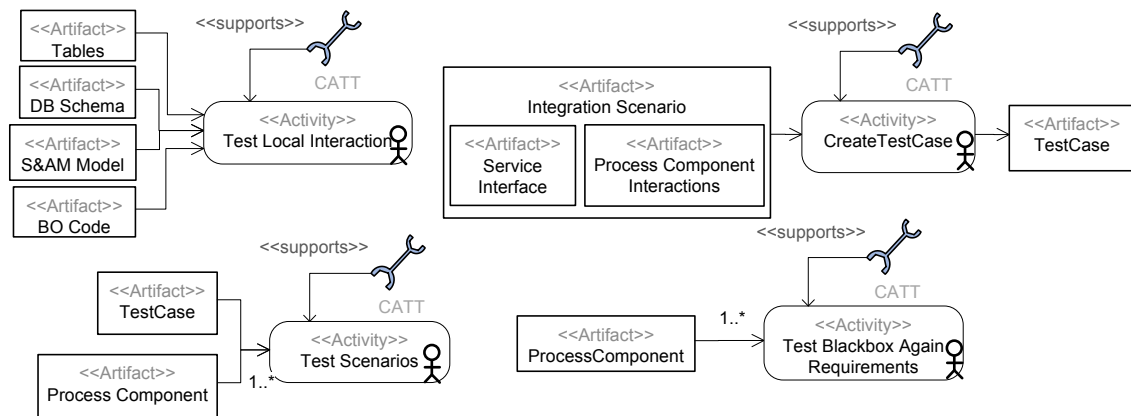 <<Artifact>>
Tables
<<Artifact>>
DB Schema
<<Artifact>>
S&AM Model
<<Artifact>>
BO Code
<<supports>>
CATT
<<Activity>>
Test Local Interaction
<<Artifact>>
Integration Scenario
<<Artifact>>
Service
Interface
<<Artifact>>
Process Component
Interactions
<<supports>>
CATT
<<Activity>>
CreateTestCase
<<Artifact>>
TestCase
<<Artifact>>
TestCase
<<Artifact>>
Process Component
1..*
<<supports>>
CATT
<<Activity>>
Test Scenarios
<<Artifact>>
ProcessComponent
1..*
<<supports>>
CATT
<<Activity>>
Test Blackbox Again
Requirements